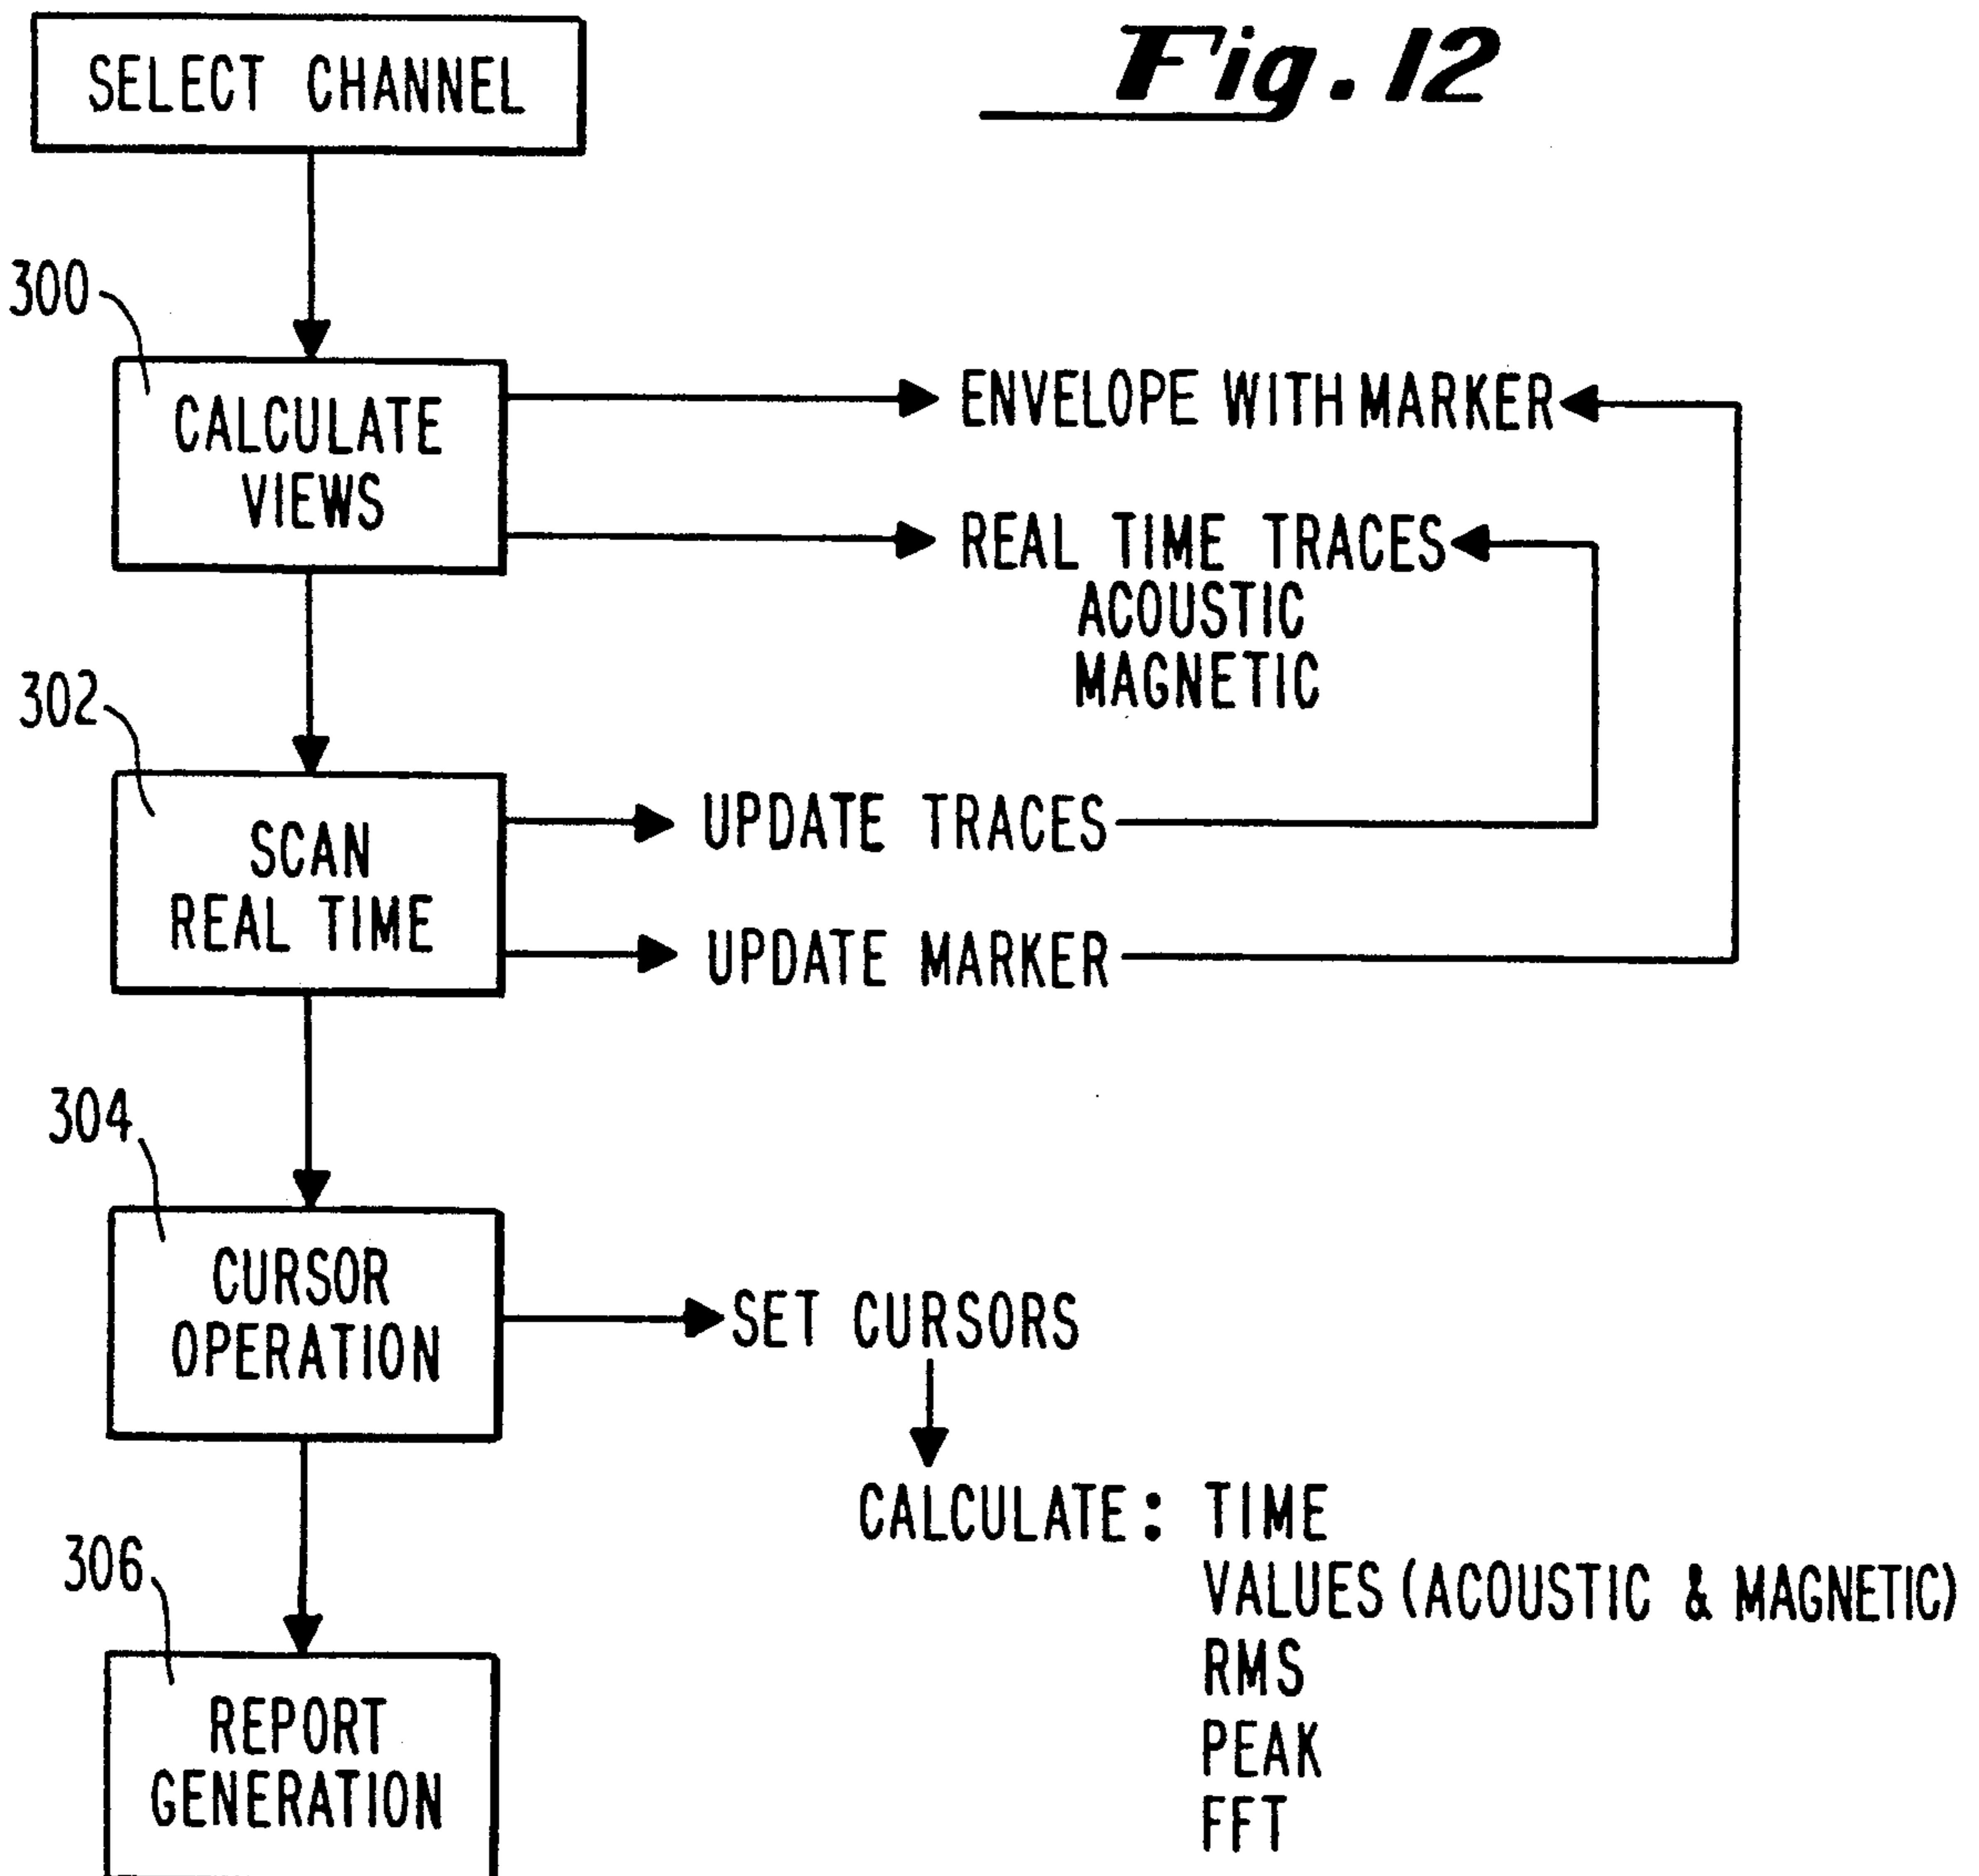 Fig. 12
SELECT CHANNEL
300
CALCULATE
VIEWS
ENVELOPE WITH MARKER
REAL TIME TRACES
ACOUSTIC
MAGNETIC
302
SCAN
REAL TIME
UPDATE TRACES
UPDATE MARKER
304
CURSOR
OPERATION
SET CURSORS
CALCULATE: TIME
VALUES (ACOUSTIC & MAGNETIC)
RMS
PEAK
FFT
306
REPORT
GENERATION